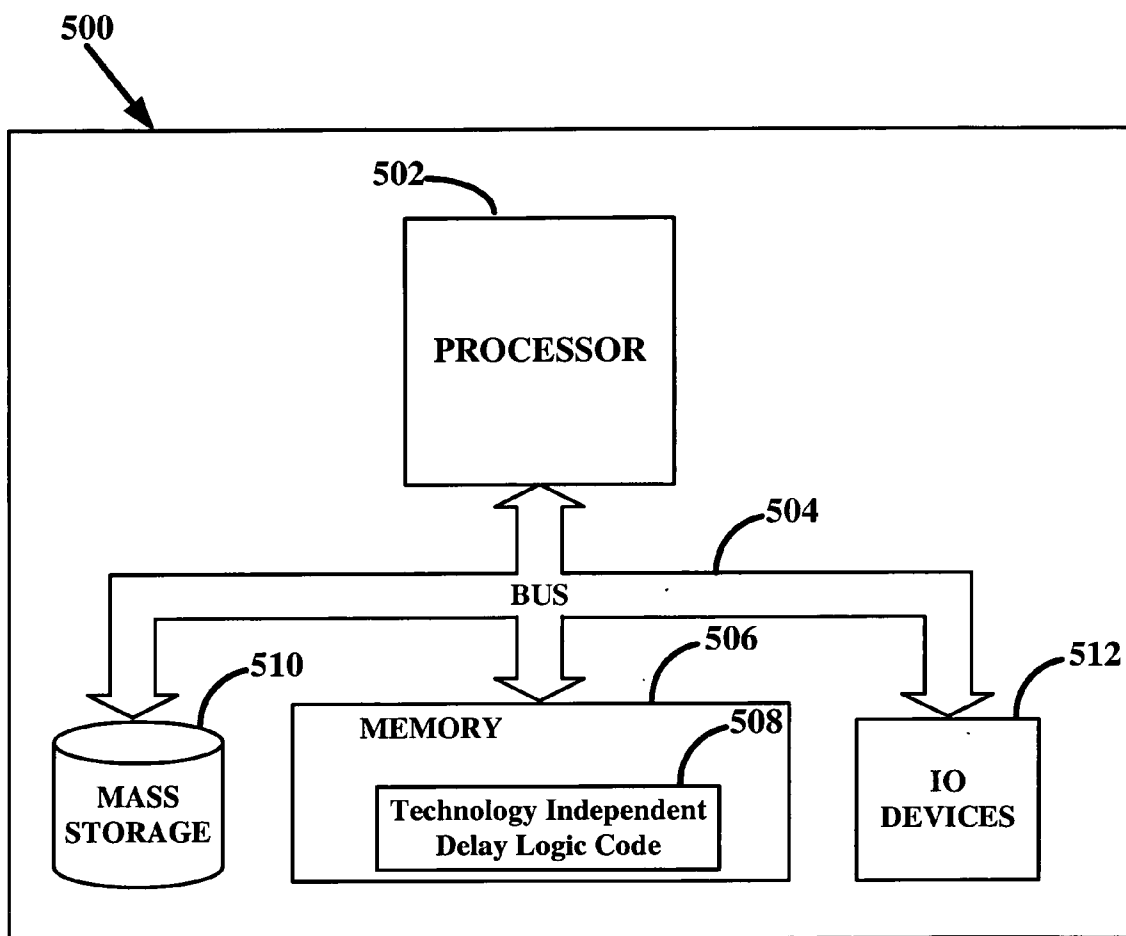 500
502
PROCESSOR
504
BUS
506
510
512
MEMORY
508
MASS
STORAGE
Technology Independent
Delay Logic Code
IO
DEVICES